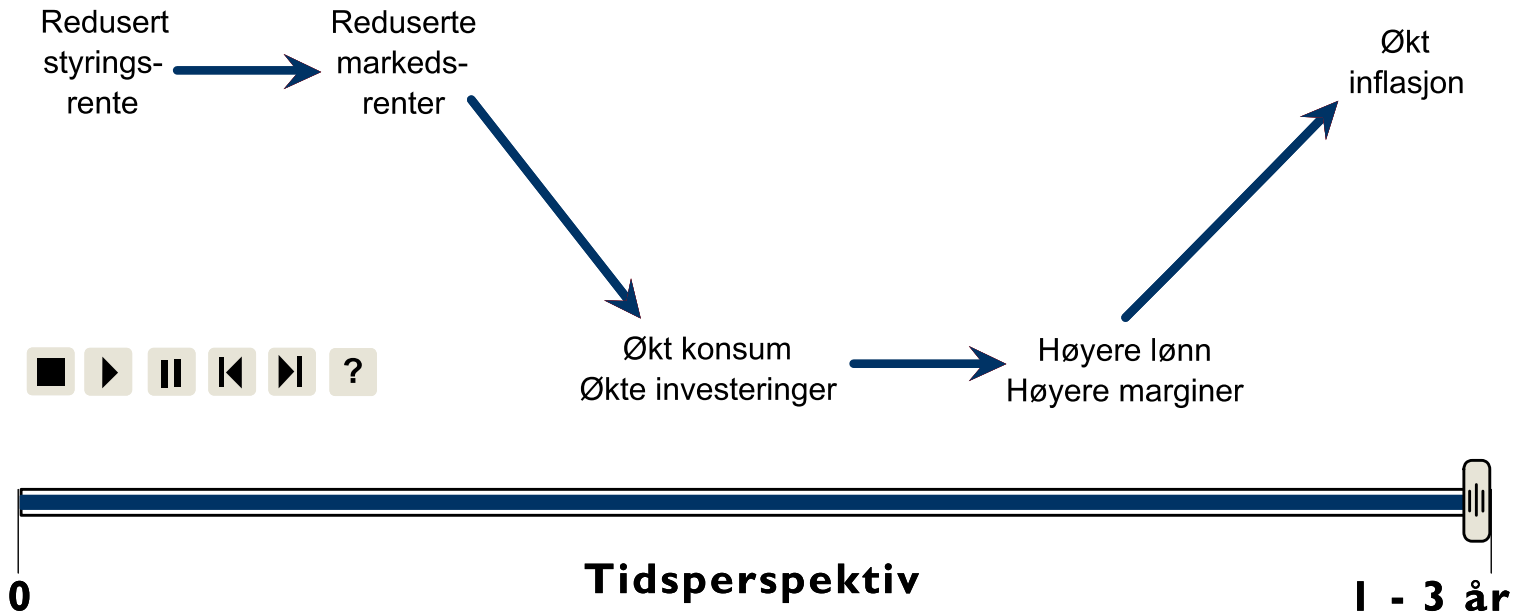 Redusert
styrings-
rente
Reduserte
markeds-
renter
Økt
inflasjon
Økt konsum
Økte investeringer
Høyere lønn
Høyere marginer
?
Tidsperspektiv
0
1 - 3 år